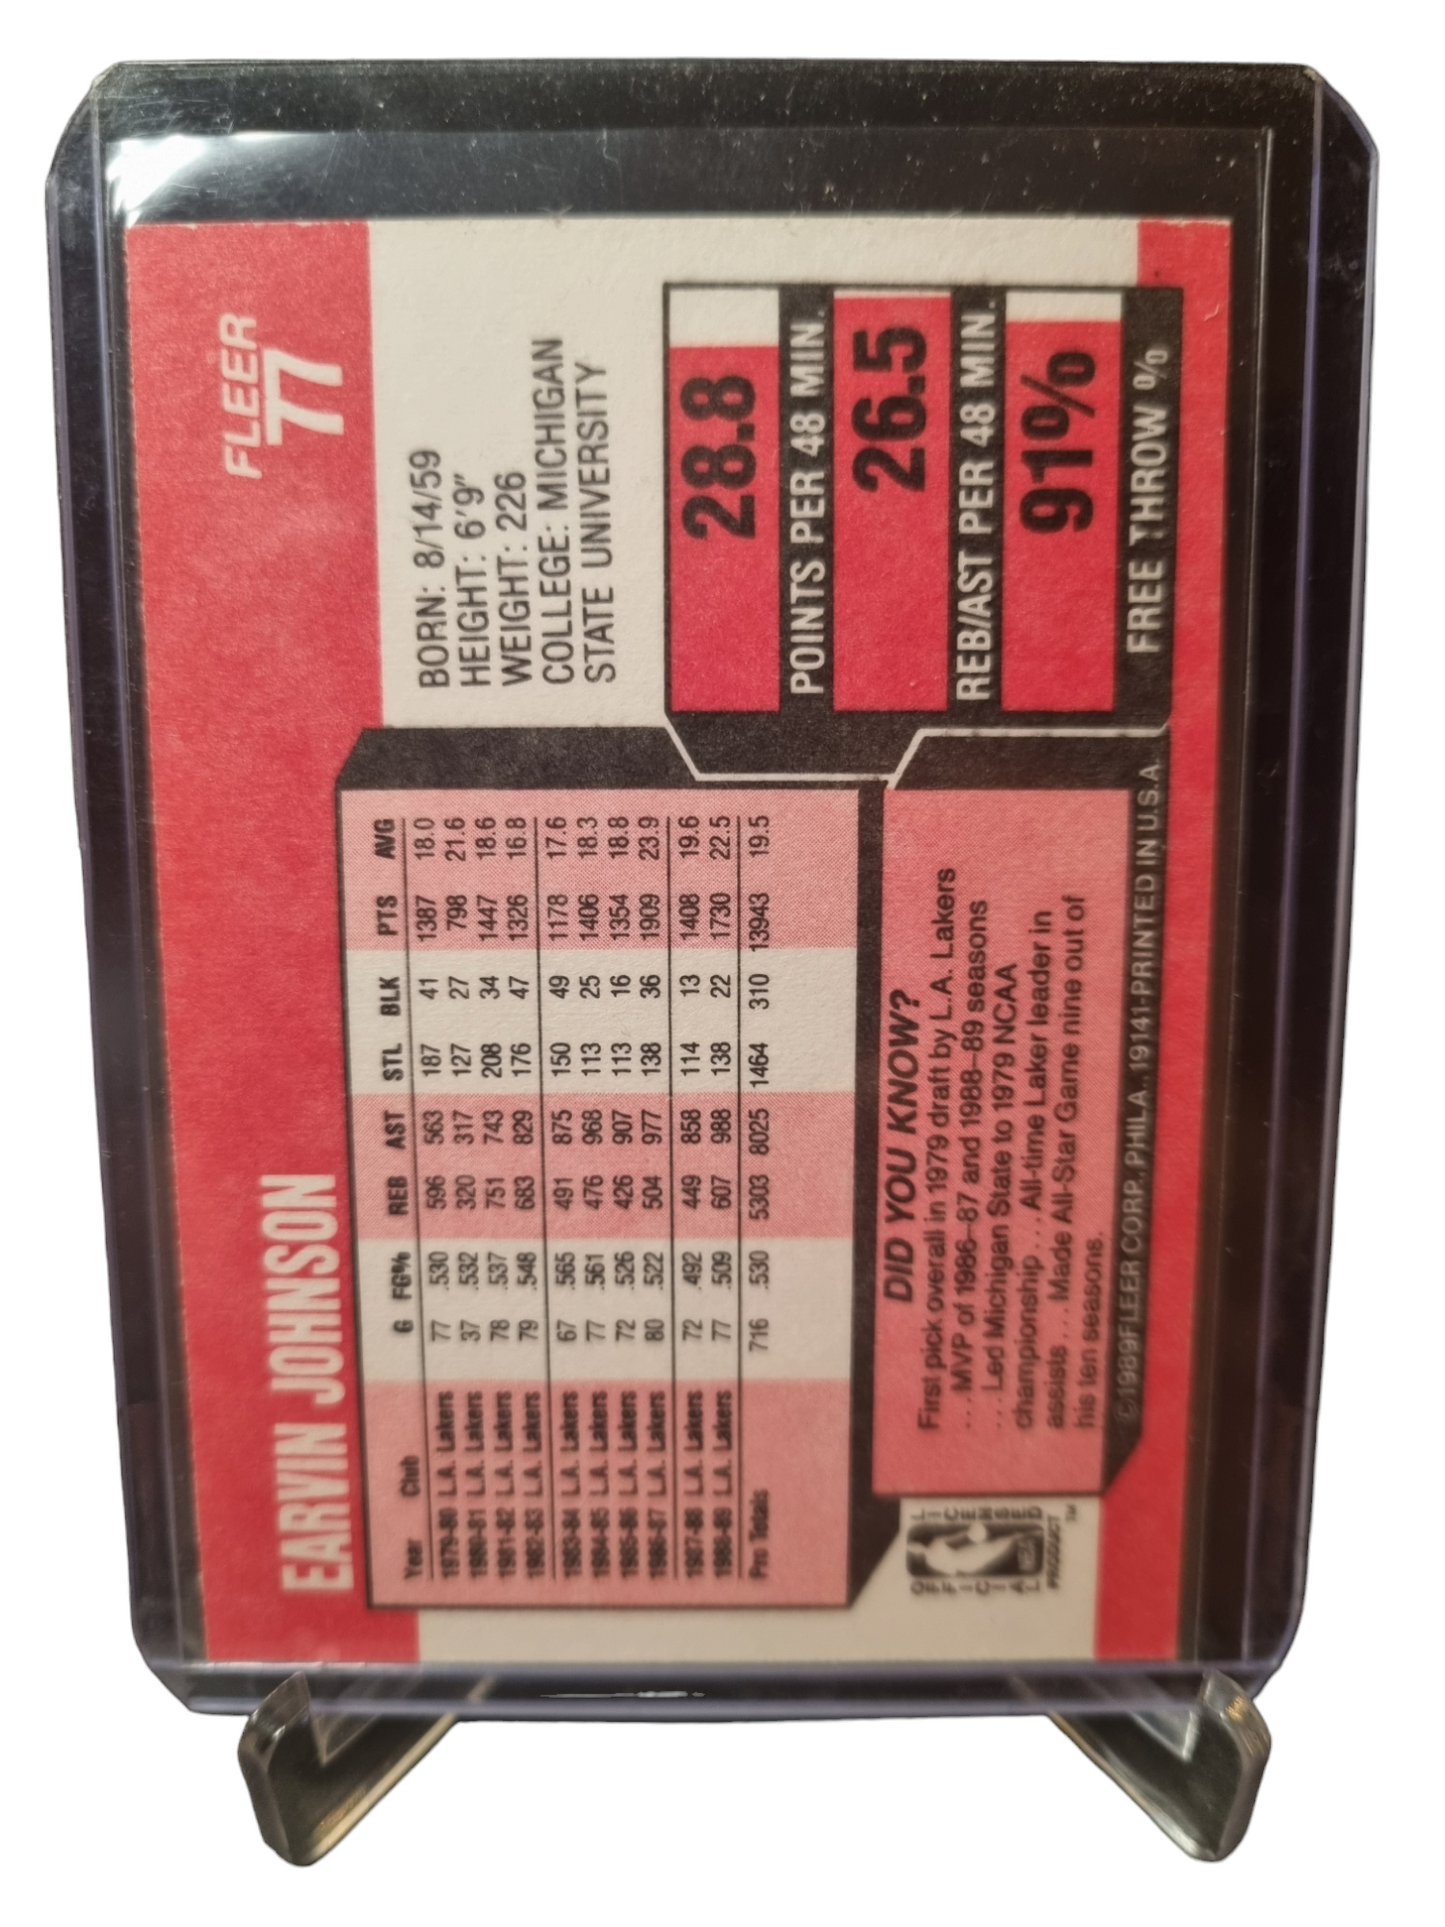 FLEER
77
EARVIN JOHNSON
BORN: 8/14/59
HEIGHT: 6'9"
WEIGHT: 226
COLLEGE: MICHIGAN
STATE UNIVERSITY
Year Club G FG% REB AST STL BLK PTS AVG
1979-80 L.A. Lakers 77 .530 596 563 187 41 1387 18.0
1980-81 L.A. Lakers 37 .532 320 317 127 27 798 21.6
1981-82 L.A. Lakers 78 .537 751 743 208 34 1447 18.6
1982-83 L.A. Lakers 79 .548 683 829 176 47 1326 16.8
1983-84 L.A. Lakers 67 .565 491 875 150 49 1178 17.6
1984-85 L.A. Lakers 77 .561 476 968 113 25 1406 18.3
1985-86 L.A. Lakers 72 .526 426 907 113 16 1354 18.8
1986-87 L.A. Lakers 80 .522 504 977 138 36 1909 23.9
1987-88 L.A. Lakers 72 .492 449 858 114 13 1408 19.6
1988-89 L.A. Lakers 77 .509 607 988 138 22 1730 22.5
Pro Totals 716 .530 5303 8025 1464 310 13943 19.5
28.8
POINTS PER 48 MIN.
26.5
REB/AST PER 48 MIN.
91%
FREE THROW %
DID YOU KNOW?
First pick overall in 1979 draft by L.A. Lakers
...MVP of 1986–87 and 1988–89 seasons
...Led Michigan State to 1979 NCAA
championship...All-time Laker leader in
assists...Made All-Star Game nine out of
his ten seasons.
OFFICIAL LICENSED
NBA
PRODUCT
TM
©1989 FLEER CORP., PHILA., 19141-PRINTED IN U.S.A.